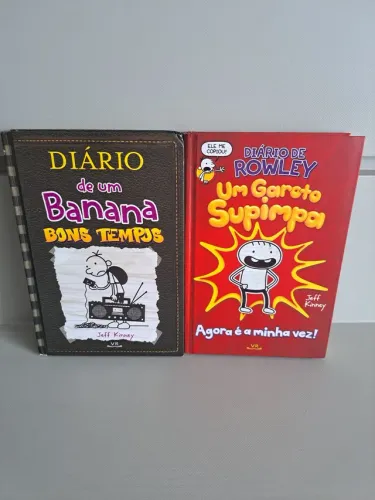 DIÁRIO
de um
Banana
BONS TEMPOS
Jeff Kinney
V&R
ELE ME
COPIOU!
DIÁRIO DE
ROWLEY
Um Garoto
Supimpa
Jeff
Kinney
Agora é a minha vez!
V&R